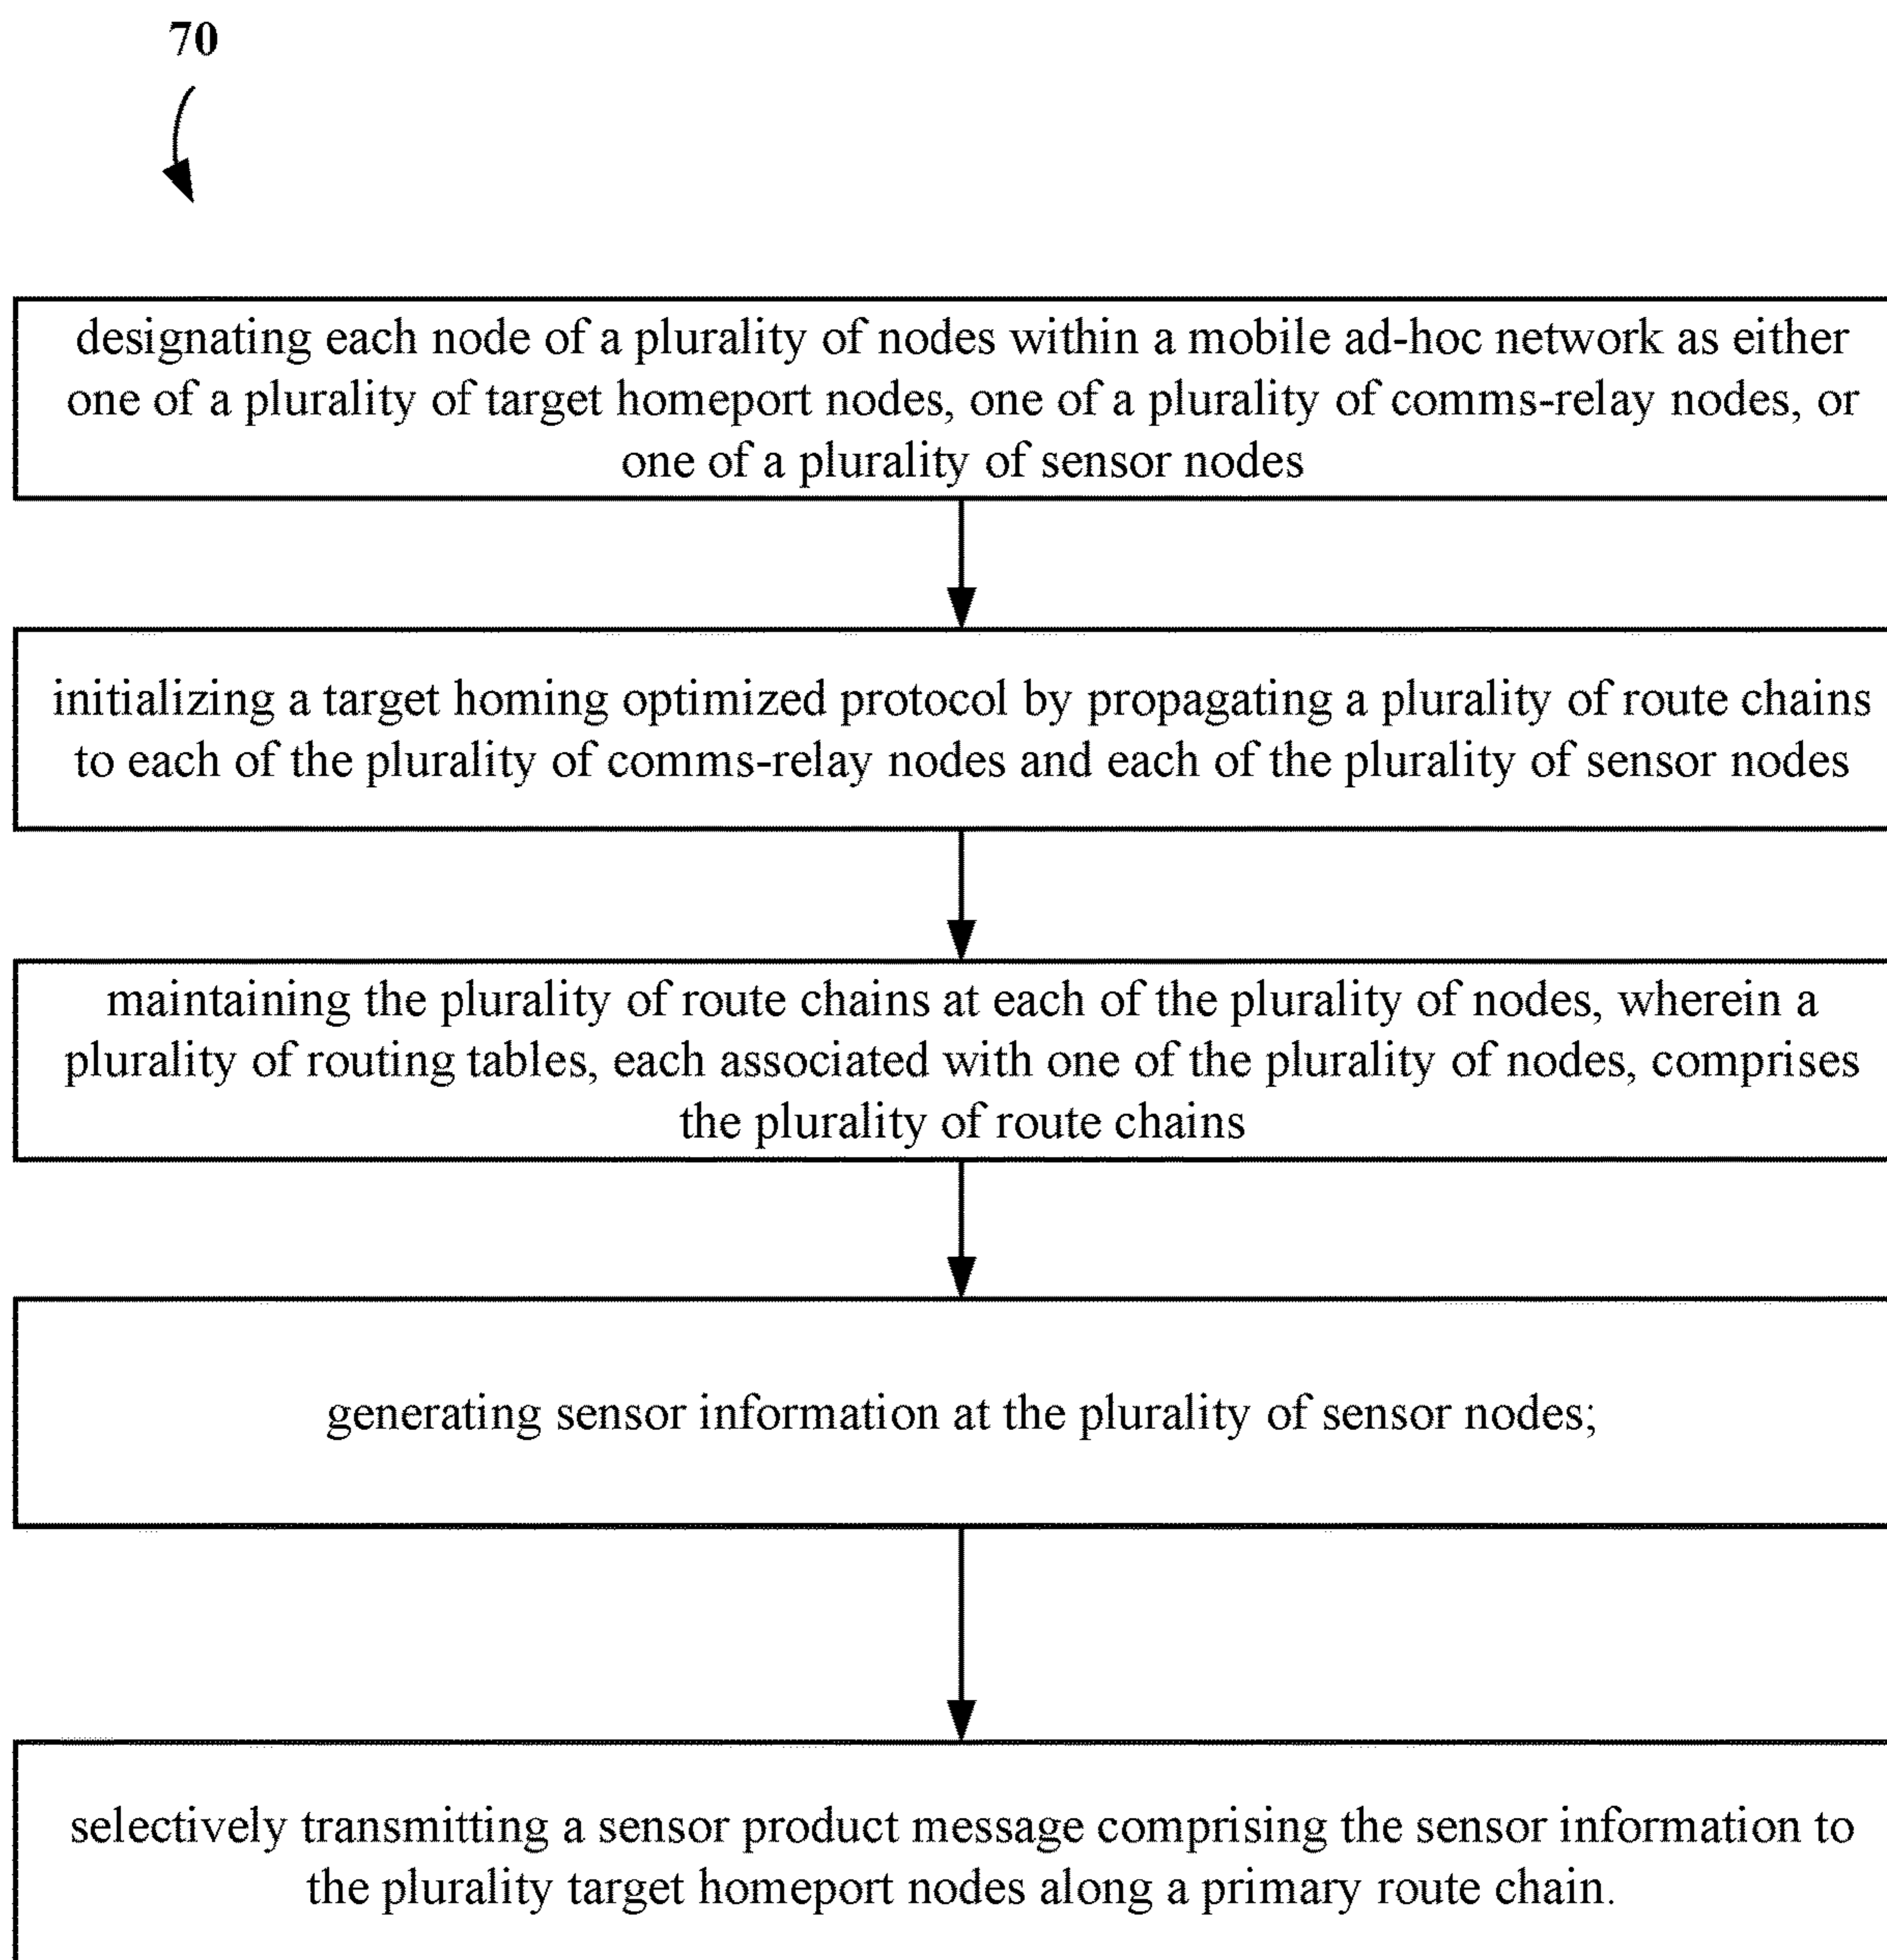 70
designating each node of a plurality of nodes within a mobile ad-hoc network as either
one of a plurality of target homeport nodes, one of a plurality of comms-relay nodes, or
one of a plurality of sensor nodes
initializing a target homing optimized protocol by propagating a plurality of route chains
to each of the plurality of comms-relay nodes and each of the plurality of sensor nodes
maintaining the plurality of route chains at each of the plurality of nodes, wherein a
plurality of routing tables, each associated with one of the plurality of nodes, comprises
the plurality of route chains
generating sensor information at the plurality of sensor nodes;
selectively transmitting a sensor product message comprising the sensor information to
the plurality target homeport nodes along a primary route chain.